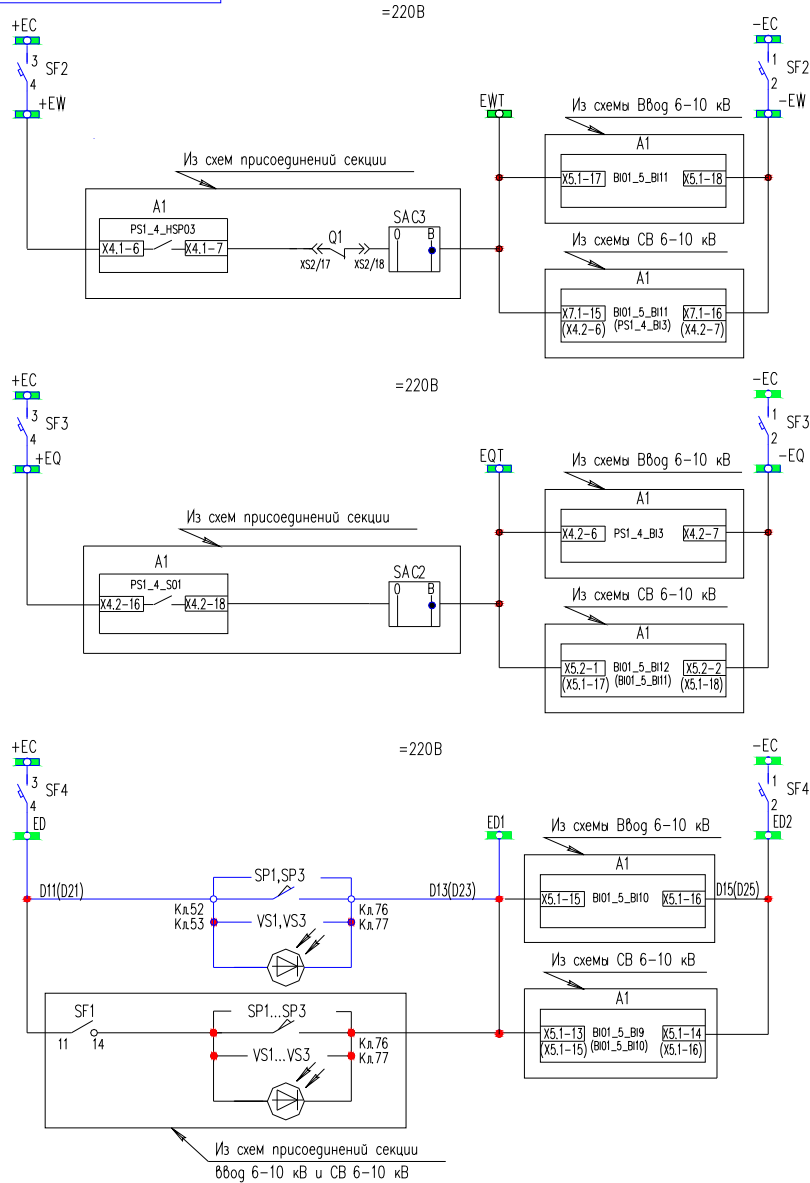 =220В
+EC
3
SF2
4
+EW
-EC
1
SF2
2
-EW
EWT
Из схемы Ввод 6-10 кВ
A1
X5.1-17 BI01_5_BI11 X5.1-18
Из схем присоединений секции
A1
PS1_4_HSP03
X4.1-6 X4.1-7
Q1
XS2/17 XS2/18
SAC3
0 В
Из схемы СВ 6-10 кВ
A1
X7.1-15 BI01_5_BI11 X7.1-16
(X4.2-6) (PS1_4_BI3) (X4.2-7)
=220В
+EC
3
SF3
4
+EQ
-EC
1
SF3
2
-EQ
EQT
Из схемы Ввод 6-10 кВ
A1
X4.2-6 PS1_4_BI3 X4.2-7
Из схем присоединений секции
A1
PS1_4_S01
X4.2-16 X4.2-18
SAC2
0 В
Из схемы СВ 6-10 кВ
A1
X5.2-1 BI01_5_BI12 X5.2-2
(X5.1-17) (BI01_5_BI11) (X5.1-18)
=220В
+EC
3
SF4
4
ED
-EC
1
SF4
2
ED2
ED1
Из схемы Ввод 6-10 кВ
A1
X5.1-15 BI01_5_BI10 X5.1-16
D15(D25)
D11(D21)
SP1,SP3
D13(D23)
Кл.52
Кл.53
VS1,VS3
Кл.76
Кл.77
Из схемы СВ 6-10 кВ
A1
X5.1-13 BI01_5_BI9 X5.1-14
(X5.1-15) (BI01_5_BI10) (X5.1-16)
SF1
11 14
SP1...SP3
VS1...VS3
Кл.76
Кл.77
Из схем присоединений секции
ввод 6-10 кВ и СВ 6-10 кВ